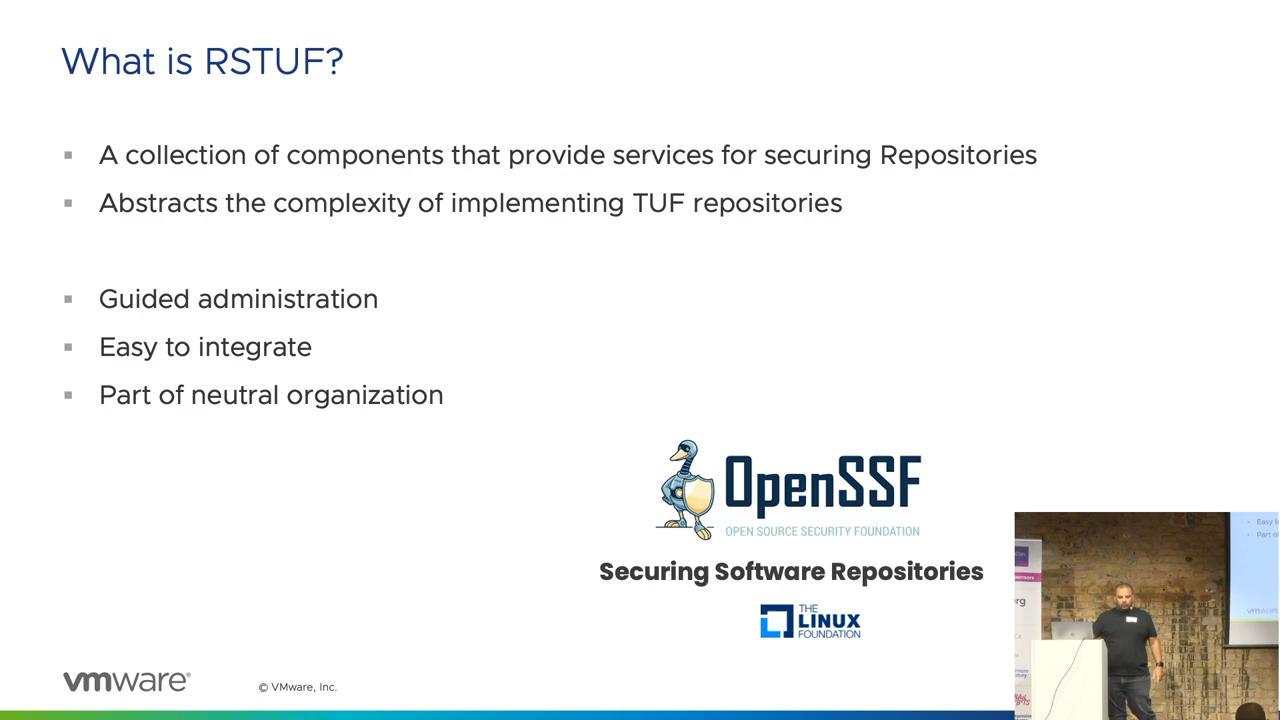 What is RSTUF?
A collection of components that provide services for securing Repositories
Abstracts the complexity of implementing TUF repositories
Guided administration
Easy to integrate
Part of neutral organization
OpenSSF
OPEN SOURCE SECURITY FOUNDATION
Securing Software Repositories
THE
LINUX
FOUNDATION
vmware®
© VMware, Inc.